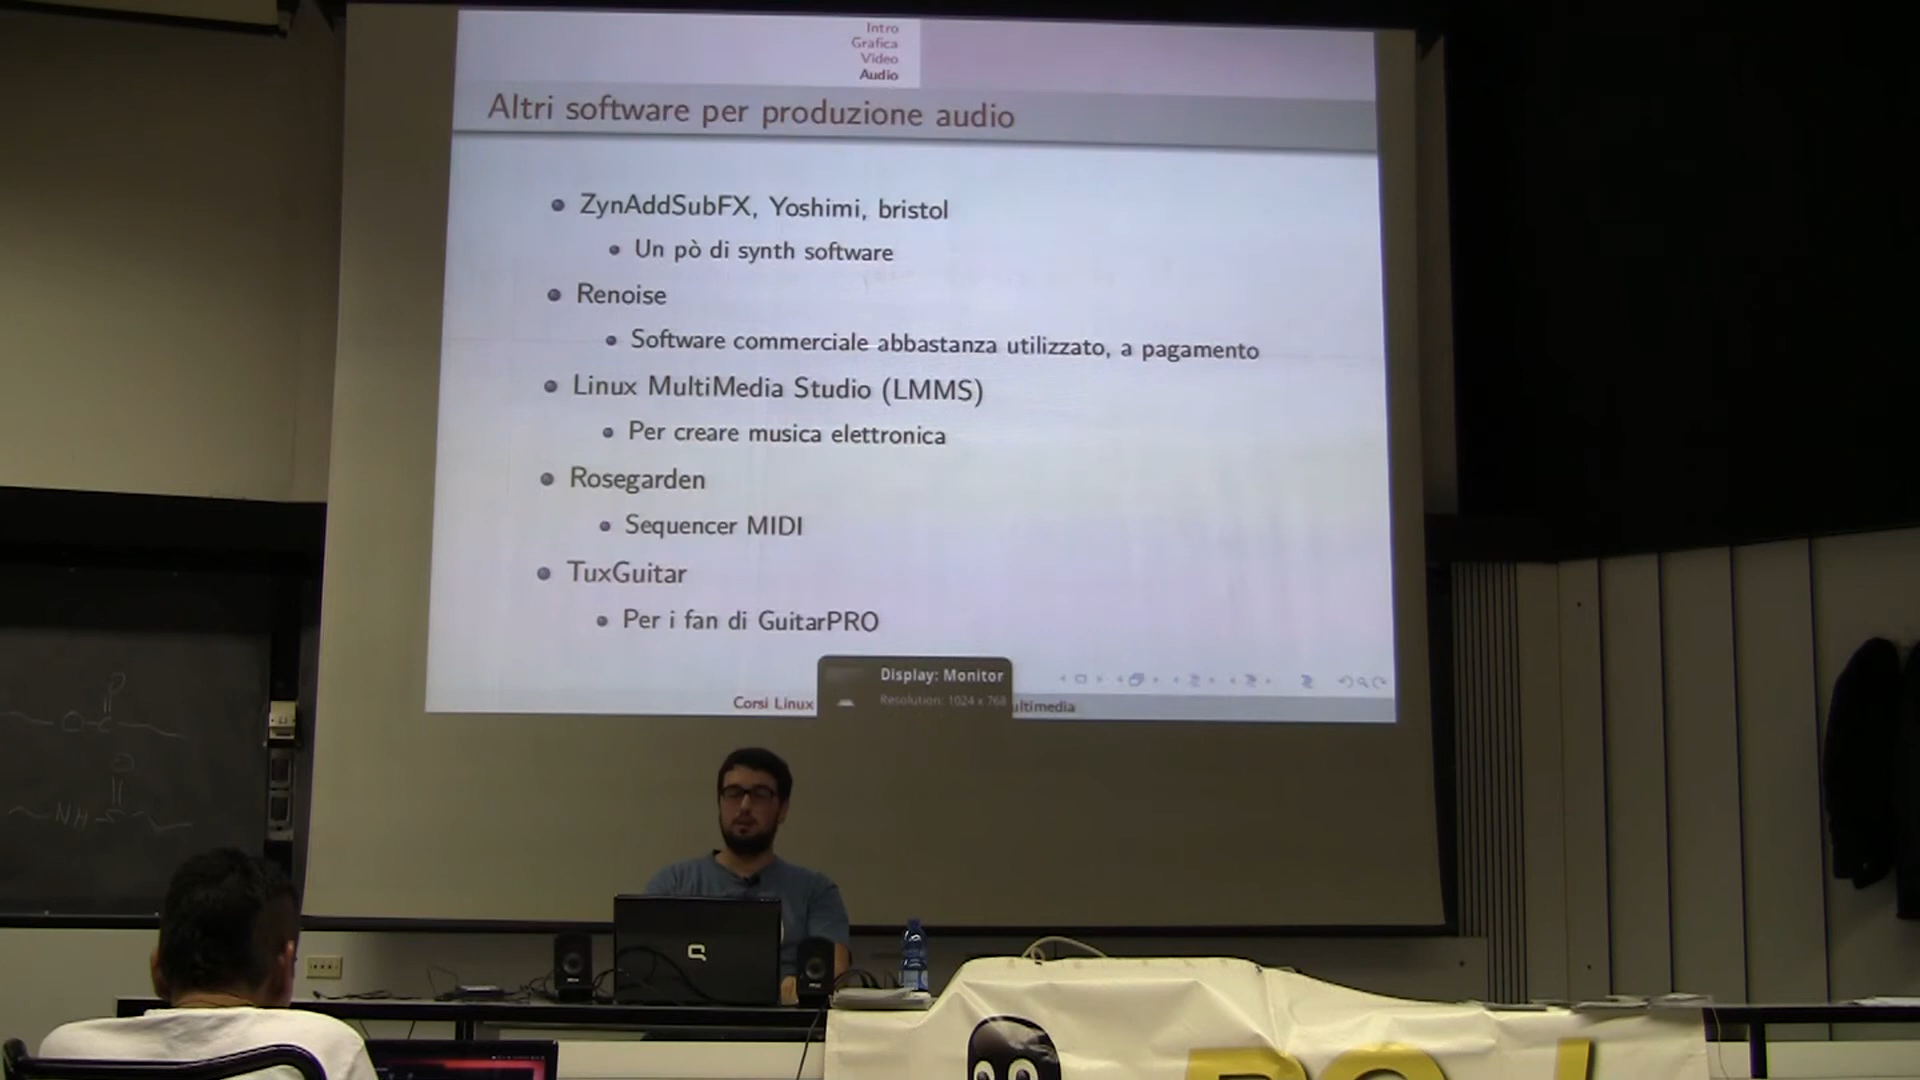 Intro
Grafica
Video
Audio
Altri software per produzione audio
ZynAddSubFX, Yoshimi, bristol
Un pò di synth software
Renoise
Software commerciale abbastanza utilizzato, a pagamento
Linux MultiMedia Studio (LMMS)
Per creare musica elettronica
Rosegarden
Sequencer MIDI
TuxGuitar
Per i fan di GuitarPRO
Display: Monitor
Resolution: 1024 x 768
Corsi Linux ultimedia
NH